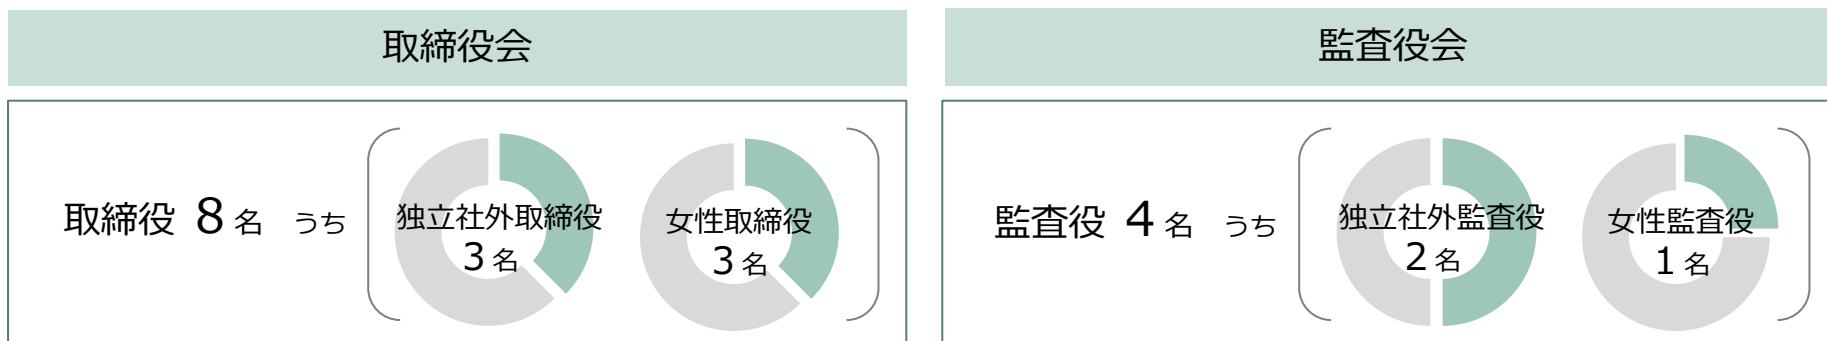 取締役会
取締役 8 名 うち
独立社外取締役
3 名
女性取締役
3 名
監査役会
監査役 4 名 うち
独立社外監査役
2 名
女性監査役
1 名